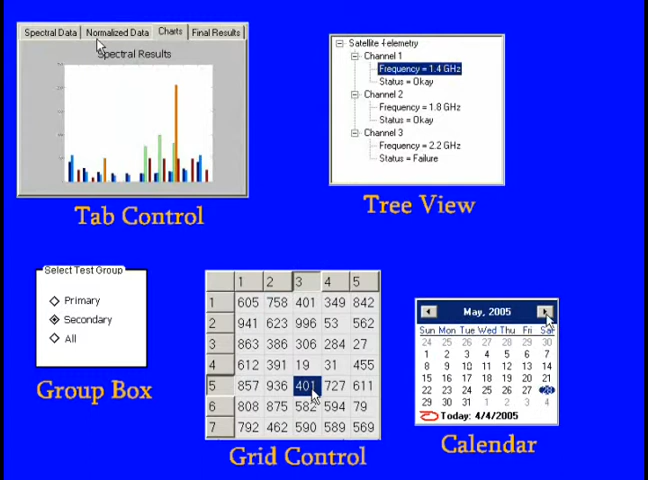 Spectral Data Normalized Data Charts Final Results
Spectral Results
Tab Control
Satellite Telemetry
Channel 1
Frequency = 1.4 GHz
Status = Okay
Channel 2
Frequency = 1.8 GHz
Status = Okay
Channel 3
Frequency = 2.2 GHz
Status = Failure
Tree View
Select Test Group
Primary
Secondary
All
Group Box
1 2 3 4 5
1 605 758 401 349 842
2 941 623 996 53 562
3 863 386 306 284 27
4 612 391 19 31 455
5 857 936 401 727 611
6 808 875 582 594 79
7 792 462 590 589 569
Grid Control
May, 2005
Sun Mon Tue Wed Thu Fri Sat
24 25 26 27 28 29 30
1 2 3 4 5 6 7
8 9 10 11 12 13 14
15 16 17 18 19 20 21
22 23 24 25 26 27 28
29 30 31 1 2 3 4
Today: 4/4/2005
Calendar